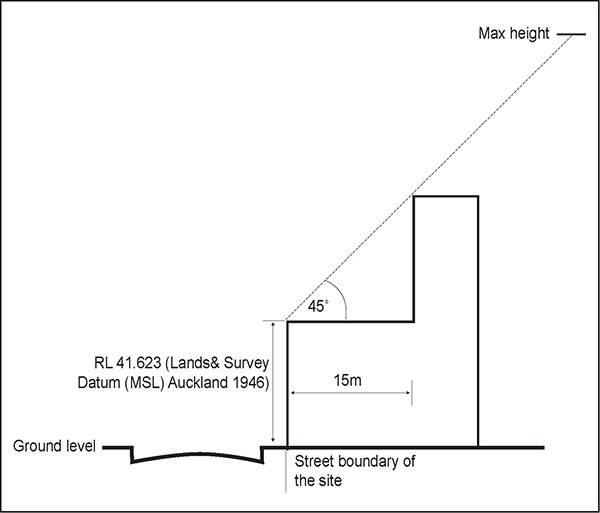 Max height
45°
RL 41.623 (Lands& Survey
Datum (MSL) Auckland 1946)
15m
Ground level
Street boundary of
the site